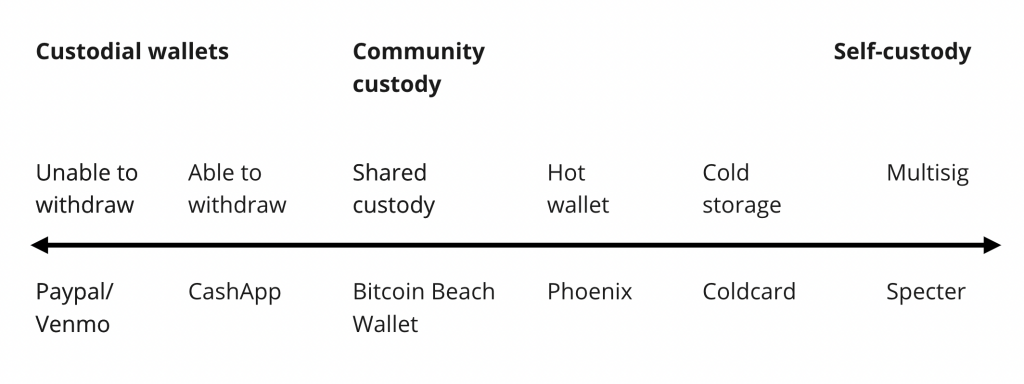 Custodial wallets
Community
custody
Self-custody
Unable to
withdraw
Able to
withdraw
Shared
custody
Hot
wallet
Cold
storage
Multisig
Paypal/
Venmo
CashApp
Bitcoin Beach
Wallet
Phoenix
Coldcard
Specter